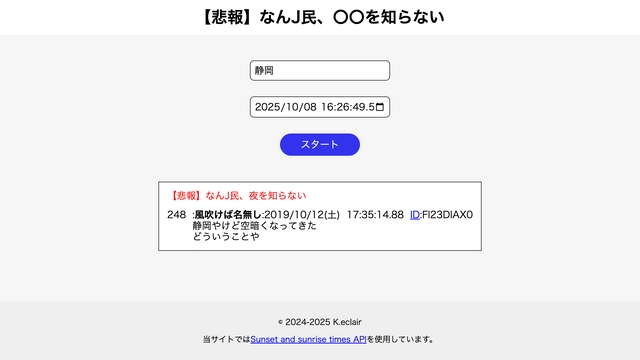 【悲報】なんJ民、〇〇を知らない
静岡
2025/10/08 16:26:49.5
スタート
【悲報】なんJ民、夜を知らない
248 :風吹けば名無し:2019/10/12(土) 17:35:14.88 ID:FI23DIAX0
静岡やけど空暗くなってきた
どういうことや
© 2024-2025 K.eclair
当サイトではSunset and sunrise times APIを使用しています。